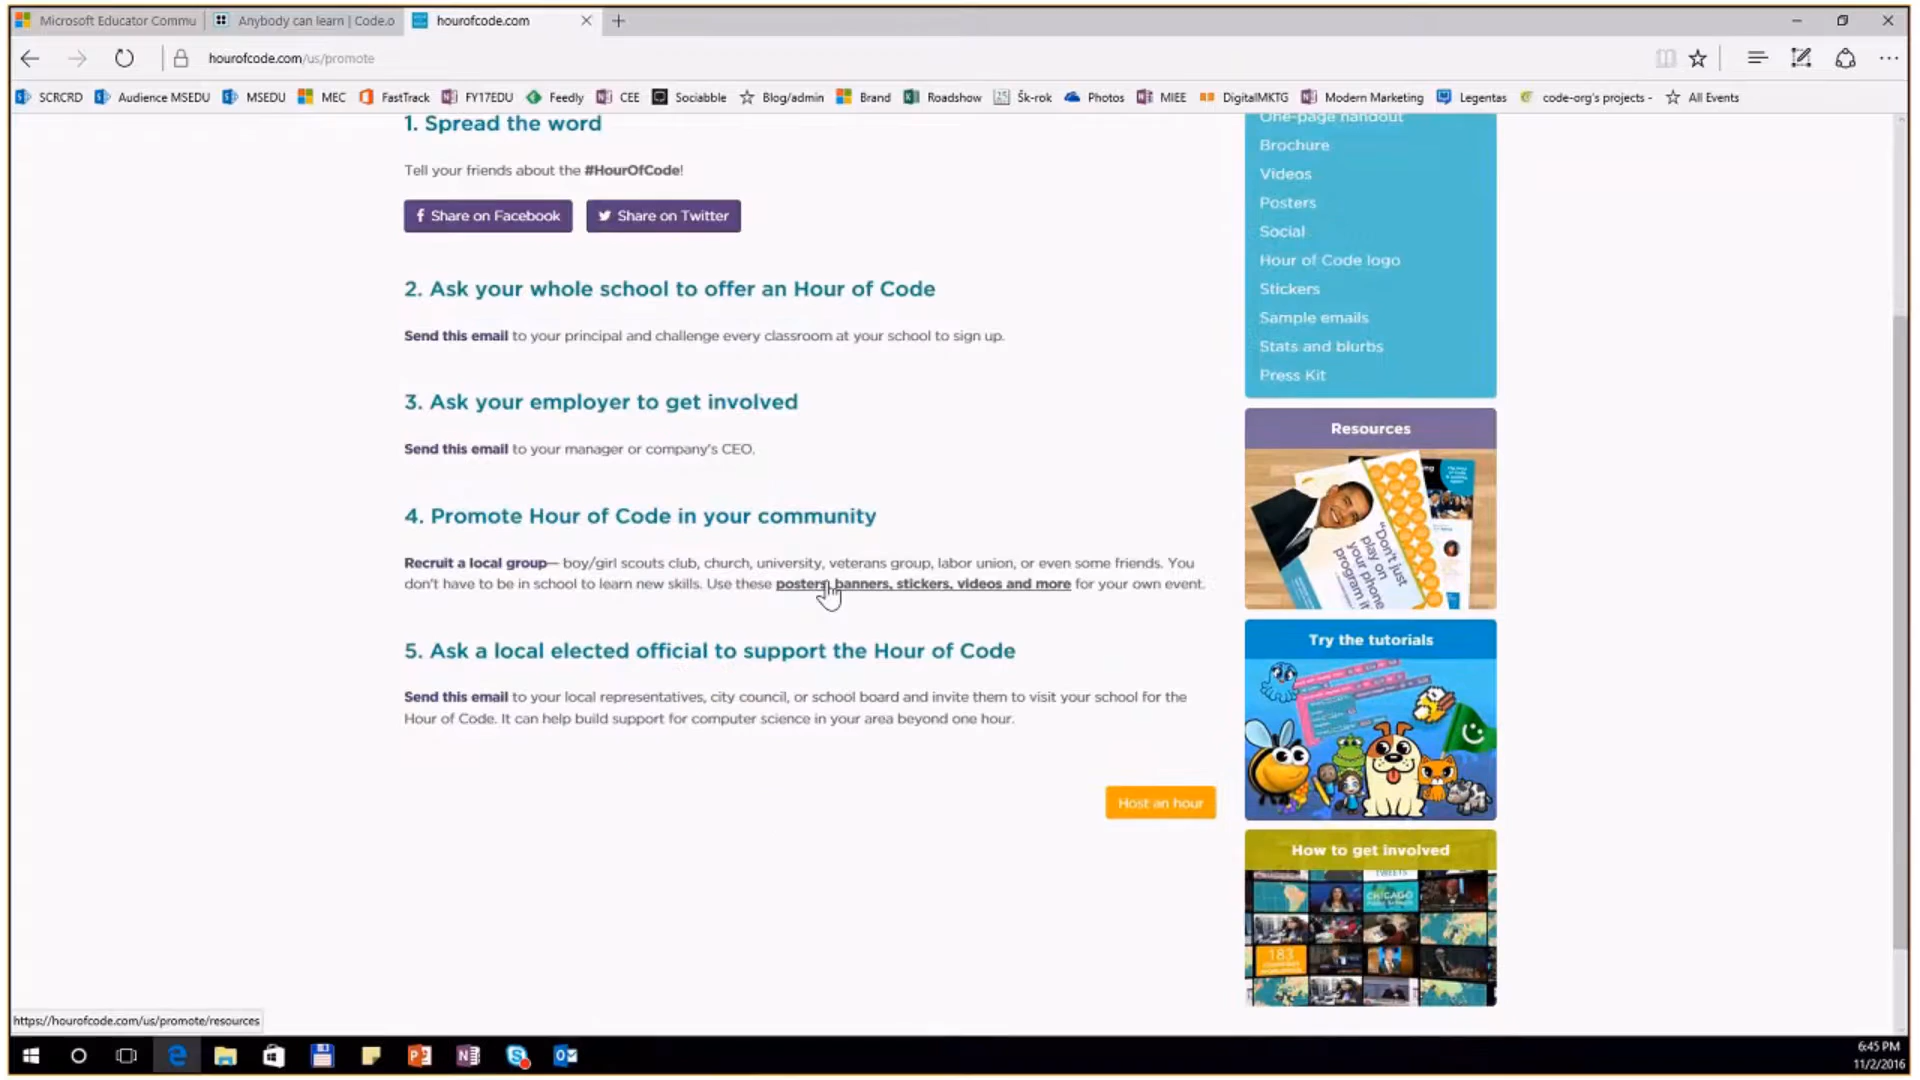 Microsoft Educator Commu
Anybody can learn | Code.o
hourofcode.com
hourofcode.com/us/promote
SCRCRD
Audience MSEDU
MSEDU
MEC
FastTrack
FY17EDU
Feedly
CEE
Sociabble
Blog/admin
Brand
Roadshow
Šk-rok
Photos
MIEE
DigitalMKTG
Modern Marketing
Legentas
code-org's projects -
All Events
1. Spread the word
Tell your friends about the #HourOfCode!
Share on Facebook
Share on Twitter
2. Ask your whole school to offer an Hour of Code
Send this email to your principal and challenge every classroom at your school to sign up.
3. Ask your employer to get involved
Send this email to your manager or company's CEO.
4. Promote Hour of Code in your community
Recruit a local group— boy/girl scouts club, church, university, veterans group, labor union, or even some friends. You
don't have to be in school to learn new skills. Use these posters, banners, stickers, videos and more for your own event.
5. Ask a local elected official to support the Hour of Code
Send this email to your local representatives, city council, or school board and invite them to visit your school for the
Hour of Code. It can help build support for computer science in your area beyond one hour.
Host an hour
One-page handout
Brochure
Videos
Posters
Social
Hour of Code logo
Stickers
Sample emails
Stats and blurbs
Press Kit
Resources
"Don't just
play on
your phone
program it
Try the tutorials
How to get involved
TWEETS
CHICAGO
183
https://hourofcode.com/us/promote/resources
6:45 PM
11/2/2016